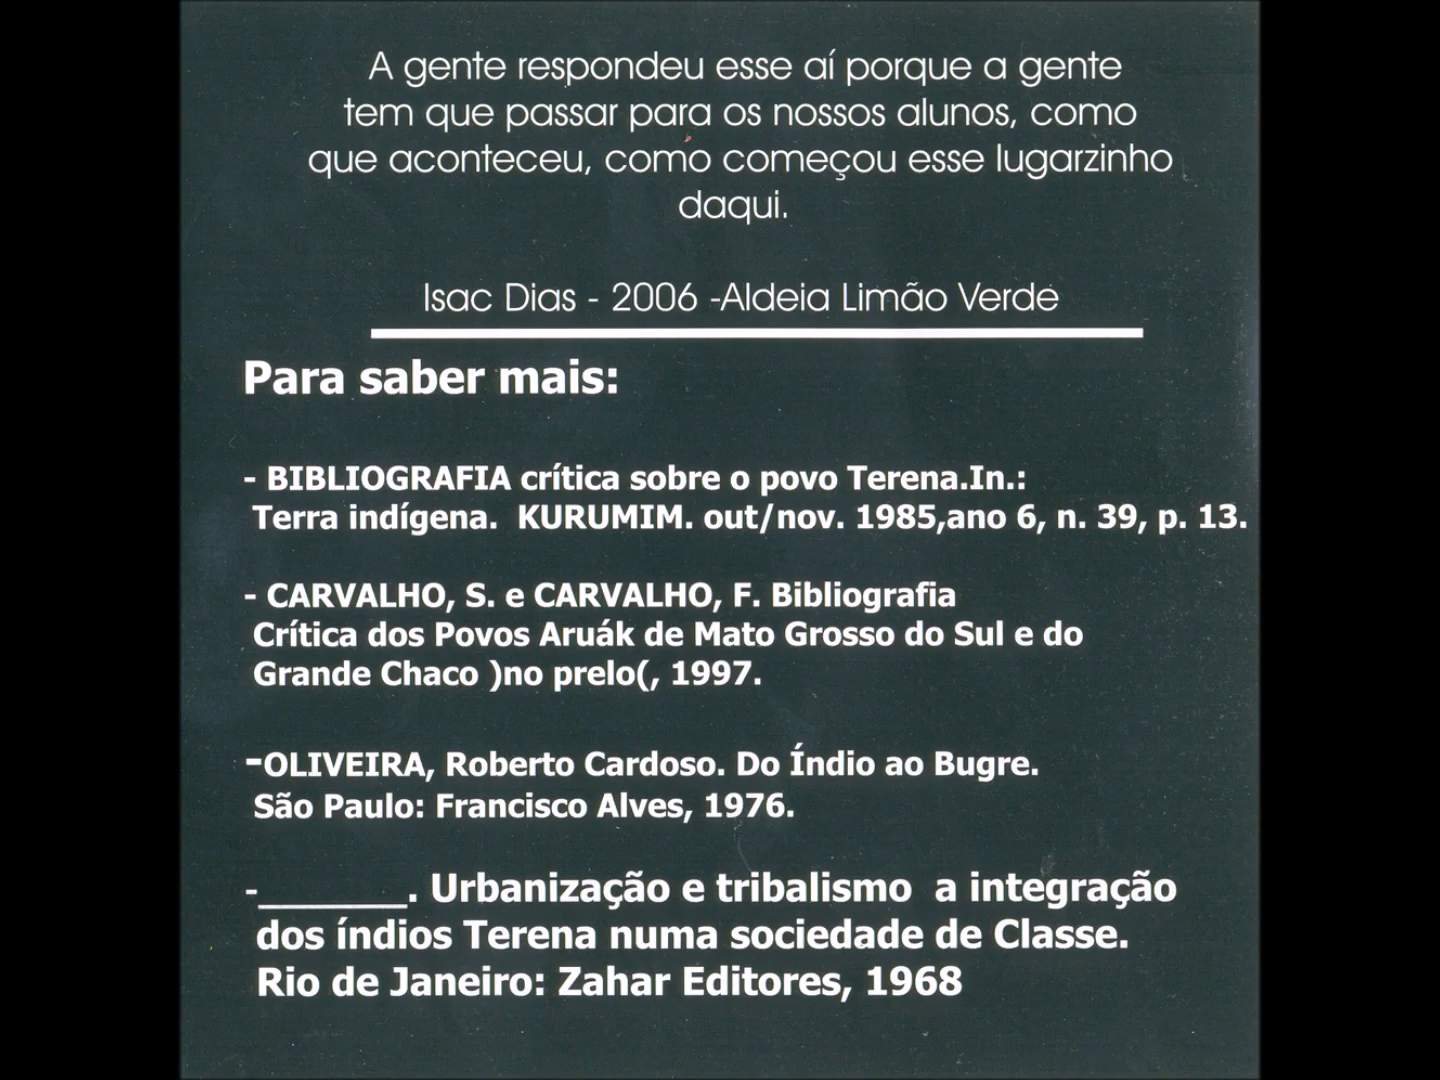 A gente respondeu esse aí porque a gente
tem que passar para os nossos alunos, como
que aconteceu, como começou esse lugarzinho
daqui.
Isac Dias - 2006 -Aldeia Limão Verde
Para saber mais:
- BIBLIOGRAFIA crítica sobre o povo Terena.In.:
Terra indígena.  KURUMIM. out/nov. 1985,ano 6, n. 39, p. 13.
- CARVALHO, S. e CARVALHO, F. Bibliografia
Crítica dos Povos Aruák de Mato Grosso do Sul e do
Grande Chaco )no prelo(, 1997.
-OLIVEIRA, Roberto Cardoso. Do Índio ao Bugre.
São Paulo: Francisco Alves, 1976.
-_______. Urbanização e tribalismo  a integração
dos índios Terena numa sociedade de Classe.
Rio de Janeiro: Zahar Editores, 1968